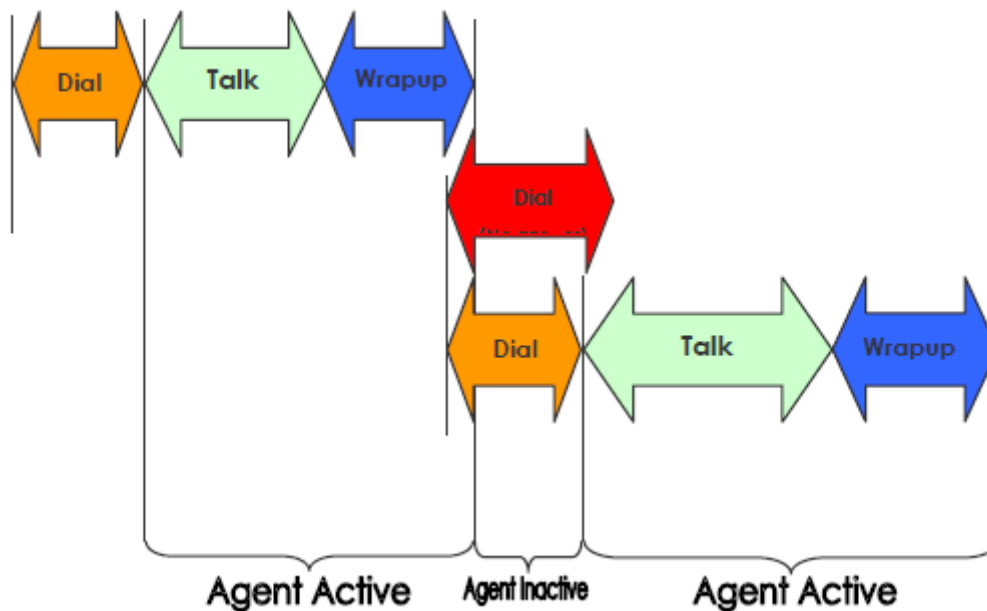 Dial
Talk
Wrapup
Dial
Dial
Talk
Wrapup
Agent Active
Agent Inactive
Agent Active